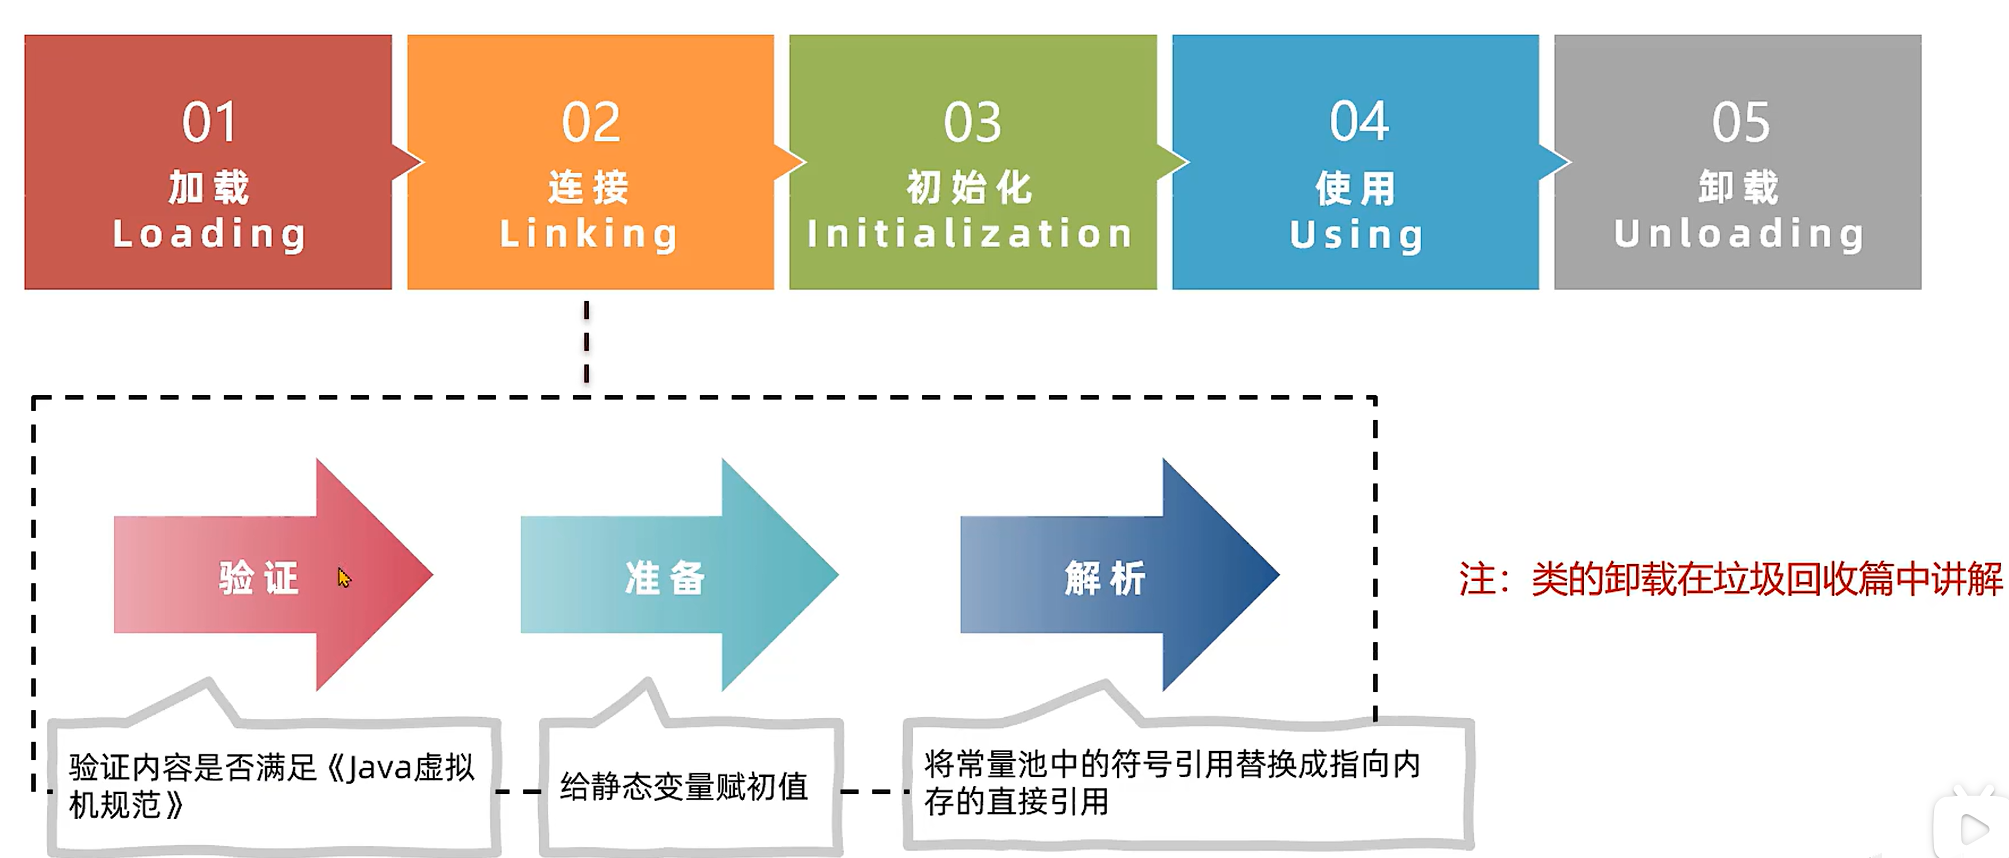 01
加载
Loading
02
连接
Linking
03
初始化
Initialization
04
使用
Using
05
卸载
Unloading
验证
准备
解析
注：类的卸载在垃圾回收篇中讲解
验证内容是否满足《Java虚拟
机规范》
给静态变量赋初值
将常量池中的符号引用替换成指向内
存的直接引用